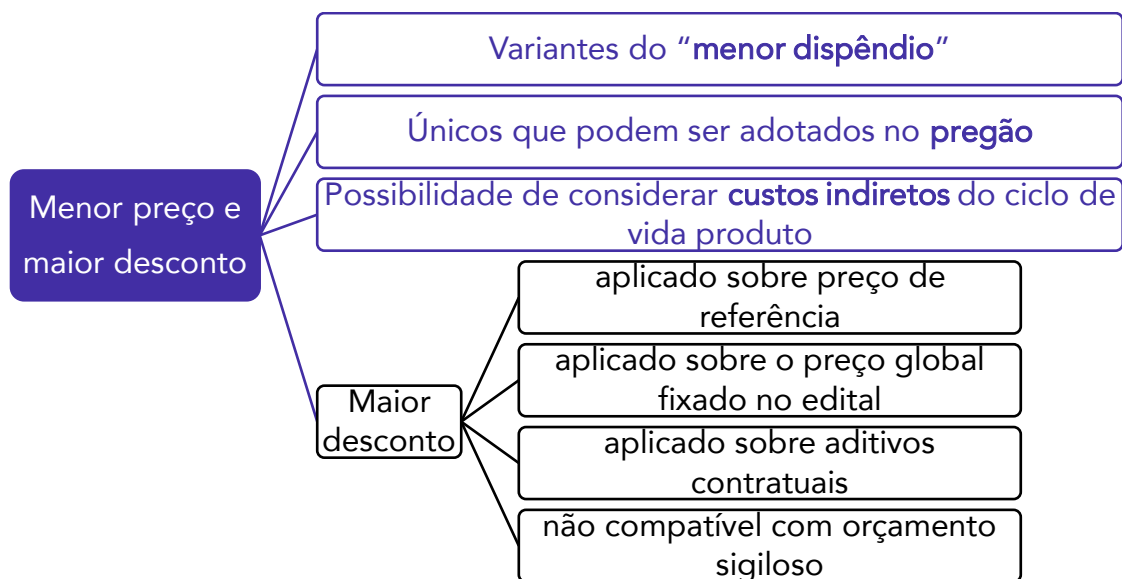 Variantes do “menor dispêndio”
Únicos que podem ser adotados no pregão
Menor preço e
maior desconto
Possibilidade de considerar custos indiretos do ciclo de
vida produto
Maior
desconto
aplicado sobre preço de
referência
aplicado sobre o preço global
fixado no edital
aplicado sobre aditivos
contratuais
não compatível com orçamento
sigiloso